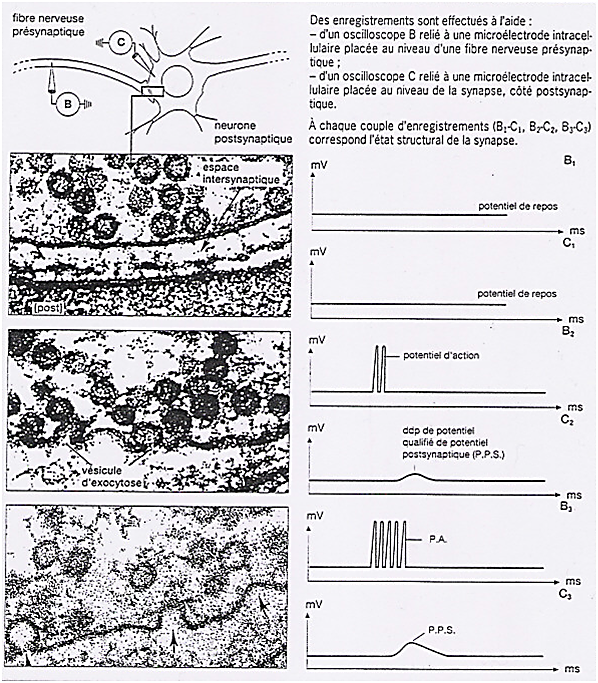 fibre nerveuse
présynaptique
C
B
neurone
postsynaptique
Des enregistrements sont effectués à l'aide :
– d'un oscilloscope B relié à une microélectrode intracel-
lulaire placée au niveau d'une fibre nerveuse présynap-
tique ;
– d'un oscilloscope C relié à une microélectrode intracel-
lulaire placée au niveau de la synapse, côté postsynap-
tique.
À chaque couple d'enregistrements (B1-C1, B2-C2, B3-C3)
correspond l'état structural de la synapse.
espace
intersynaptique
[post]
B1
mV
potentiel de repos
ms
C1
mV
potentiel de repos
ms
B2
vésicule
d'exocytose
mV
potentiel d'action
ms
C2
mV
ddp de potentiel
qualifié de potentiel
postsynaptique (P.P.S.)
ms
B3
mV
P.A.
ms
C3
mV
P.P.S.
ms